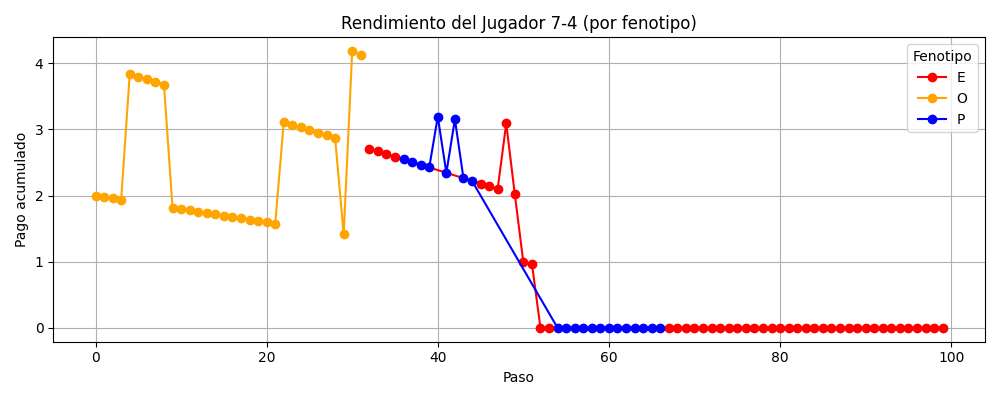 Rendimiento del Jugador 7-4 (por fenotipo)
Pago acumulado
4
3
2
1
0
0
20
40
60
80
100
Paso
Fenotipo
E
O
P